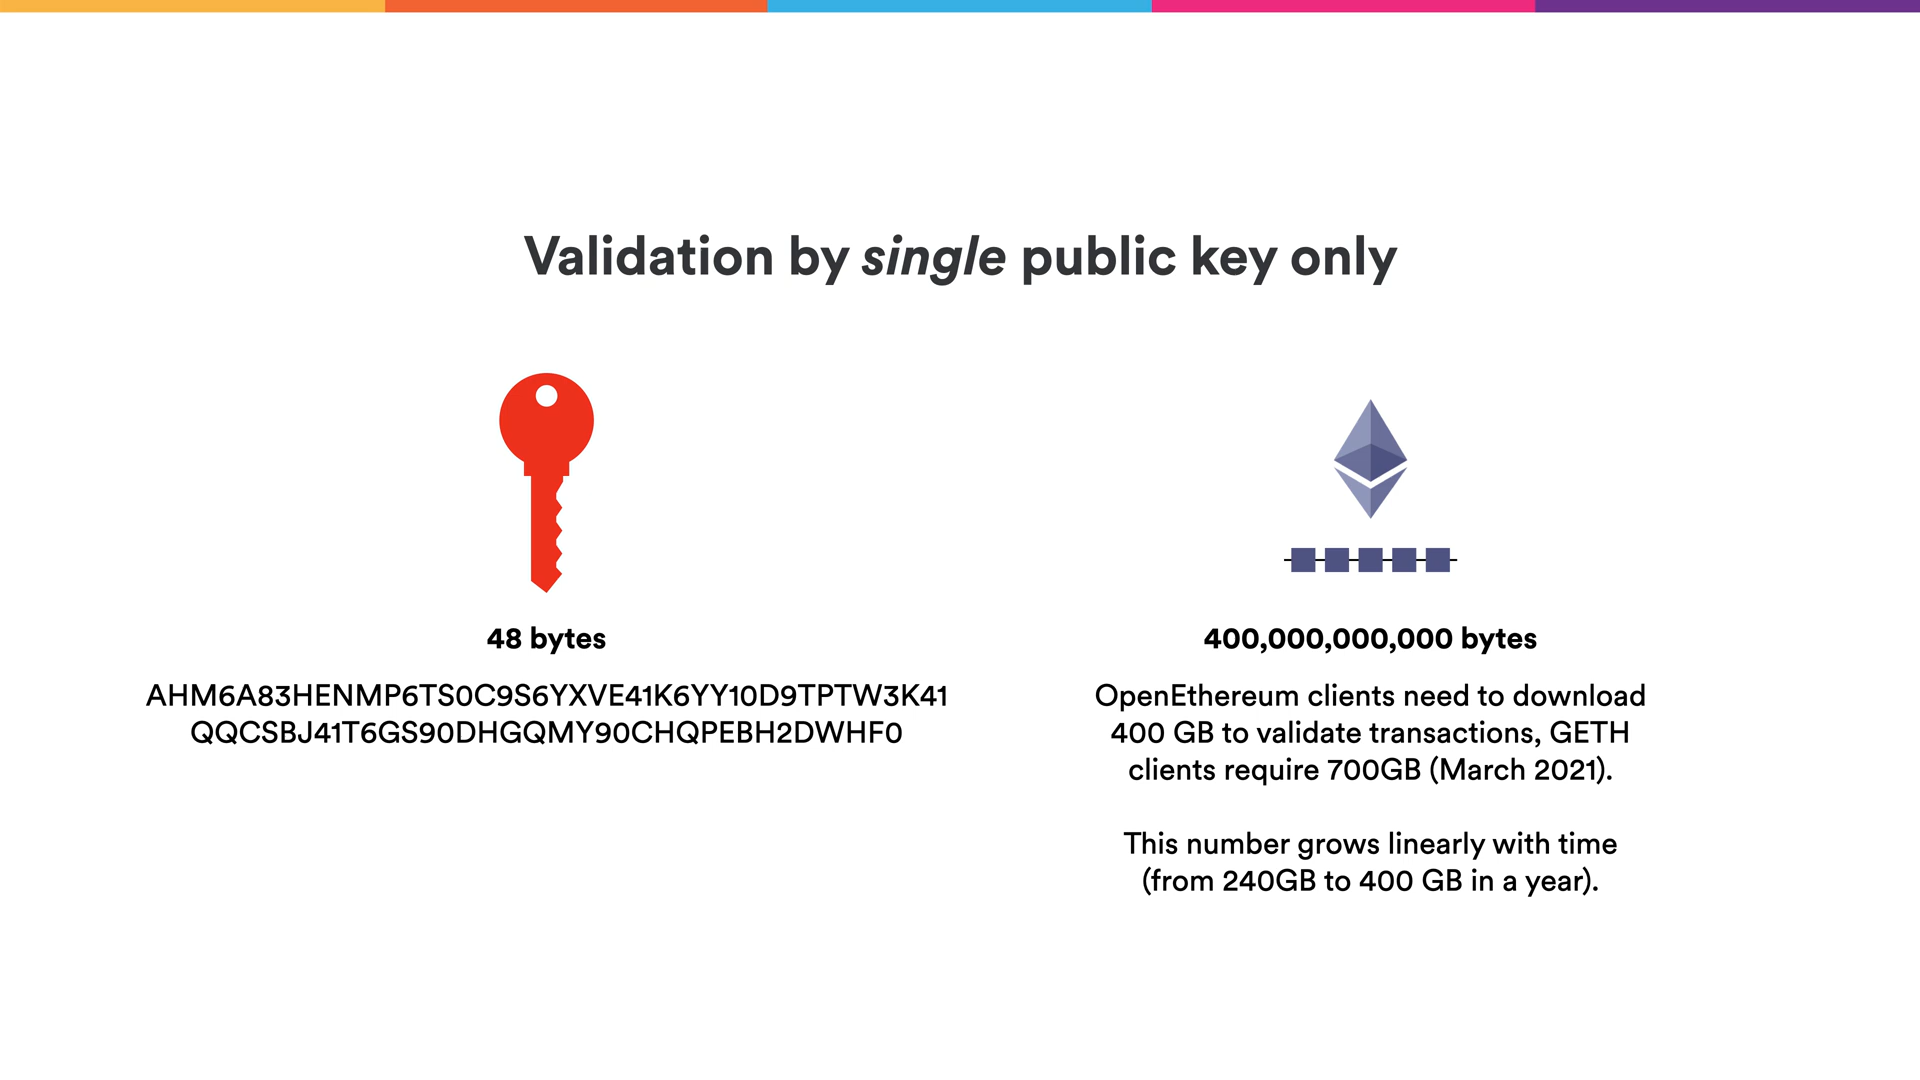 Validation by single public key only
48 bytes
AHM6A83HENMP6TS0C9S6YXVE41K6YY10D9TPTW3K41
QQCSBJ41T6GS90DHGQMY90CHQPEBH2DWHF0
400,000,000,000 bytes
OpenEthereum clients need to download
400 GB to validate transactions, GETH
clients require 700GB (March 2021).
This number grows linearly with time
(from 240GB to 400 GB in a year).